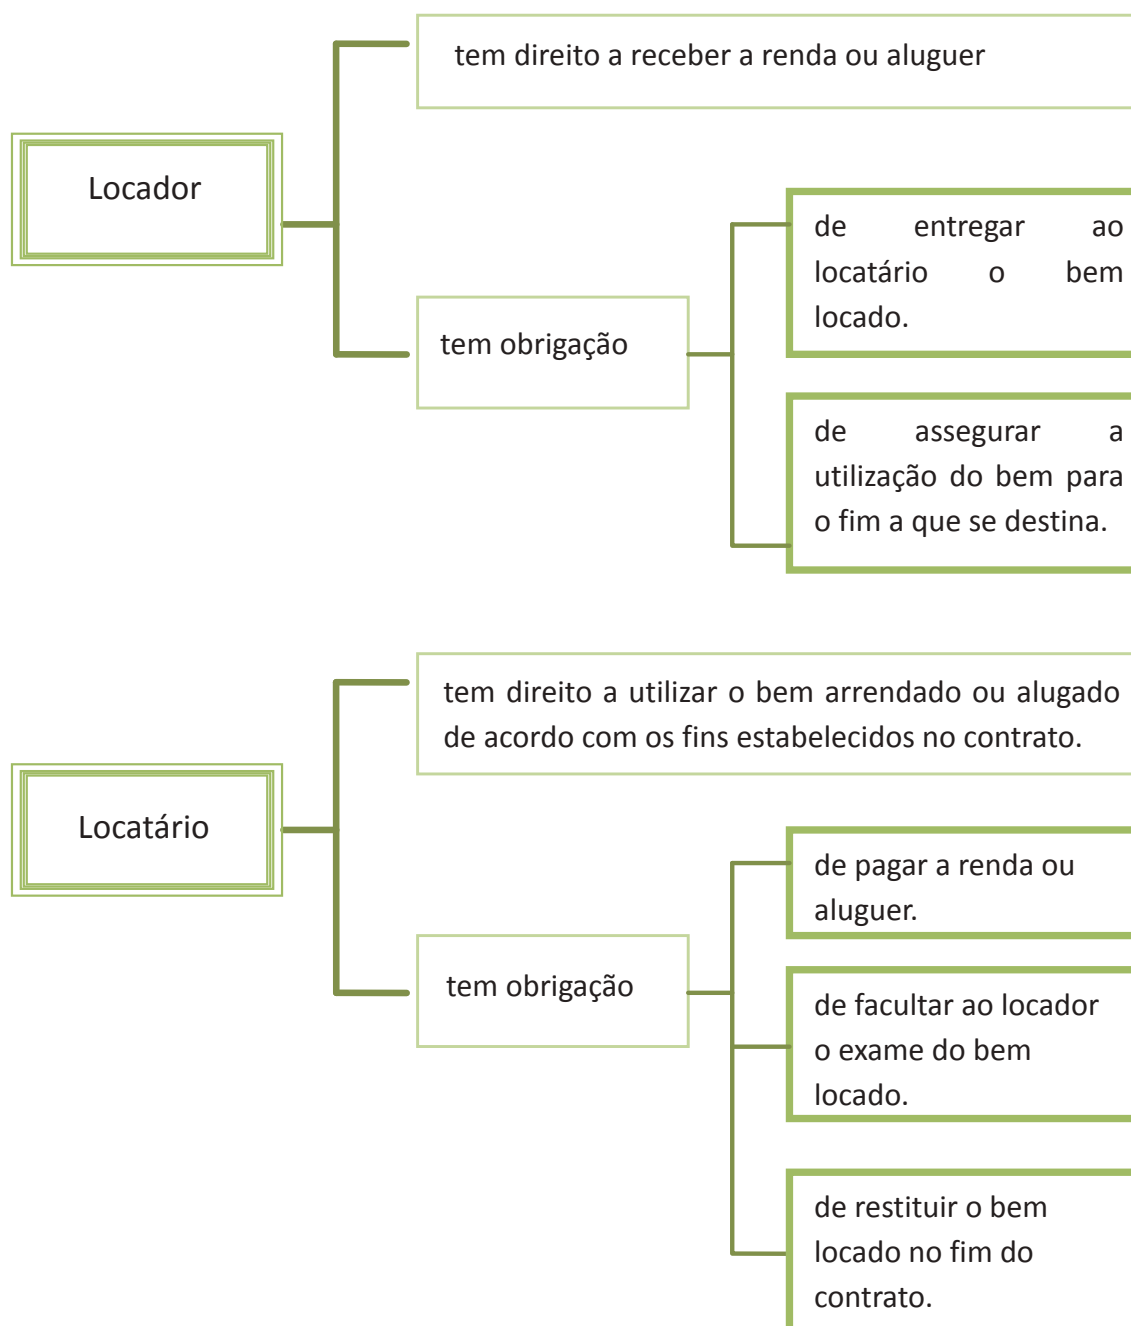 tem direito a receber a renda ou aluguer
Locador
tem obrigação
de entregar ao
locatário o bem
locado.
de assegurar a
utilização do bem para
o fim a que se destina.
tem direito a utilizar o bem arrendado ou alugado
de acordo com os fins estabelecidos no contrato.
Locatário
tem obrigação
de pagar a renda ou
aluguer.
de facultar ao locador
o exame do bem
locado.
de restituir o bem
locado no fim do
contrato.